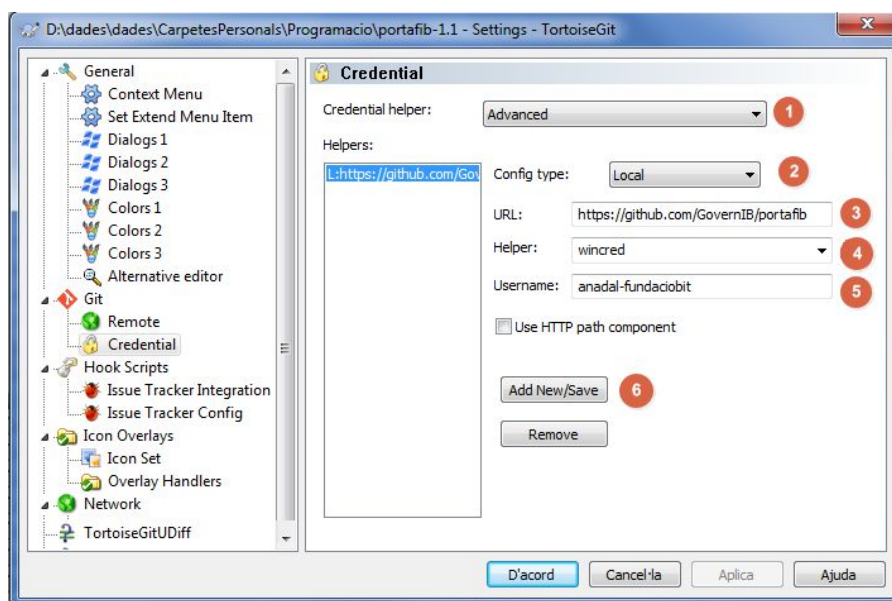 D:\dades\dades\CarpetesPersonals\Programacio\portafib-1.1 - Settings - TortoiseGit
General
Context Menu
Set Extend Menu Item
Dialogs 1
Dialogs 2
Dialogs 3
Colors 1
Colors 2
Colors 3
Alternative editor
Git
Remote
Credential
Hook Scripts
Issue Tracker Integration
Issue Tracker Config
Icon Overlays
Icon Set
Overlay Handlers
Network
TortoiseGitUDiff
Credential
Credential helper: Advanced 1
Helpers:
L:https://github.com/Gov
Config type: Local 2
URL: https://github.com/GovernIB/portafib 3
Helper: wincred 4
Username: anadal-fundaciobit 5
Use HTTP path component
Add New/Save 6
Remove
D'acord Cancel·la Aplica Ajuda